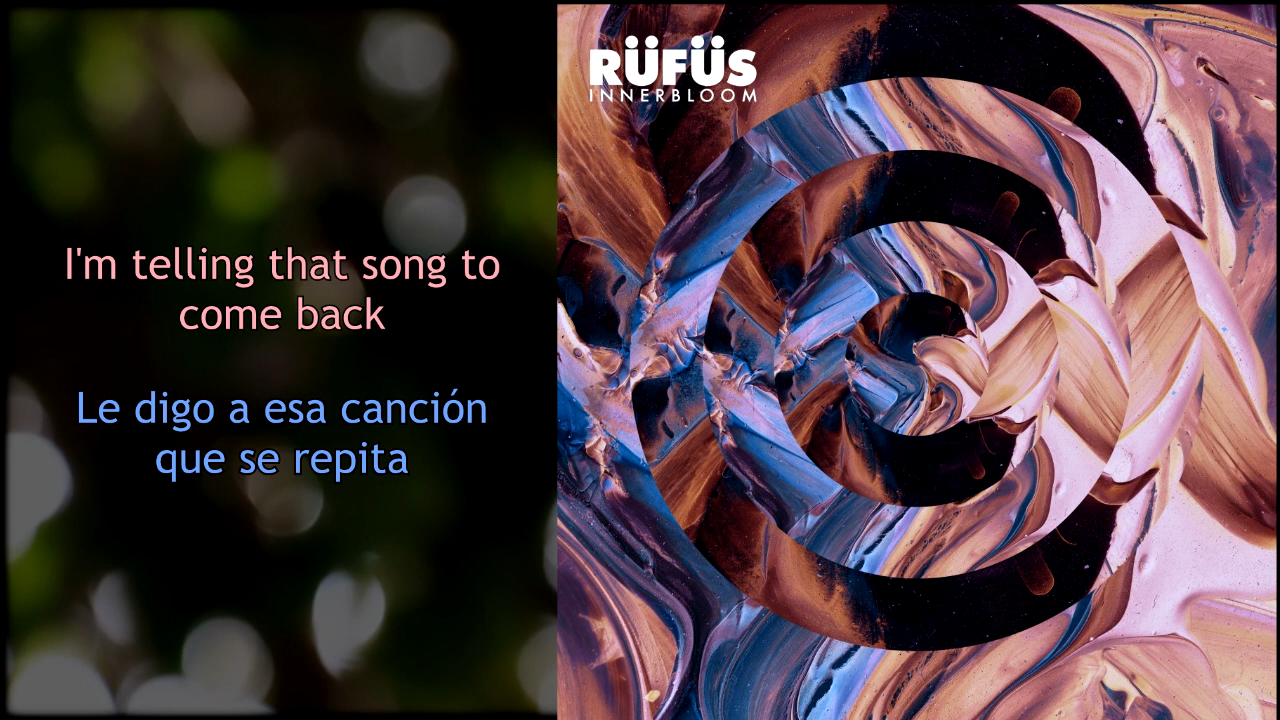 I'm telling that song to
come back
Le digo a esa canción
que se repita
RÜFÜS
INNERBLOOM